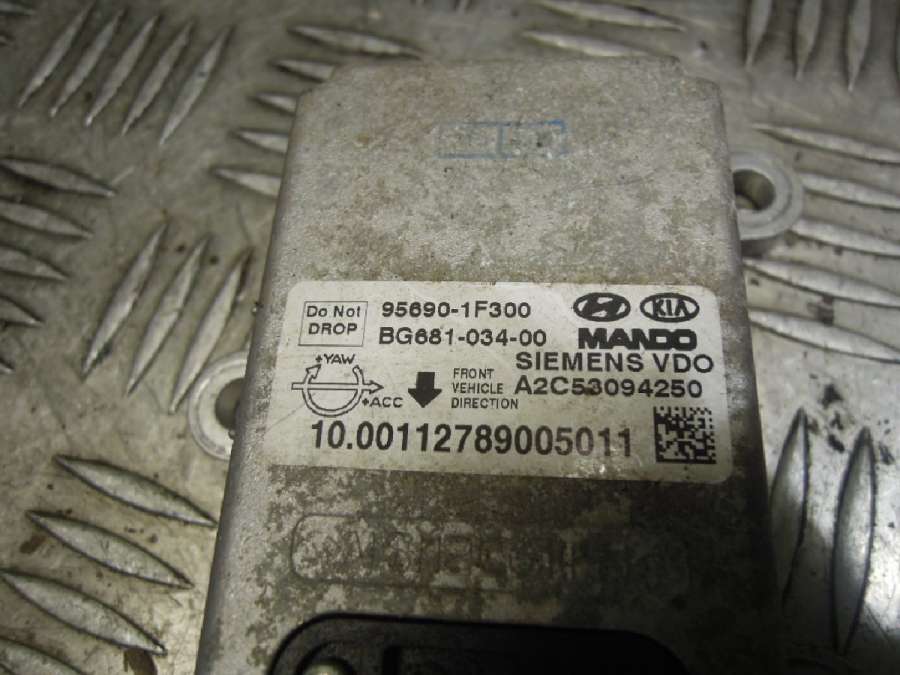 Do Not
DROP
95690-1F300
KIA
BG681-034-00
MANDO
SIEMENS VDO
+YAW
+ACC
FRONT
VEHICLE
DIRECTION
A2C53094250
10.00112789005011